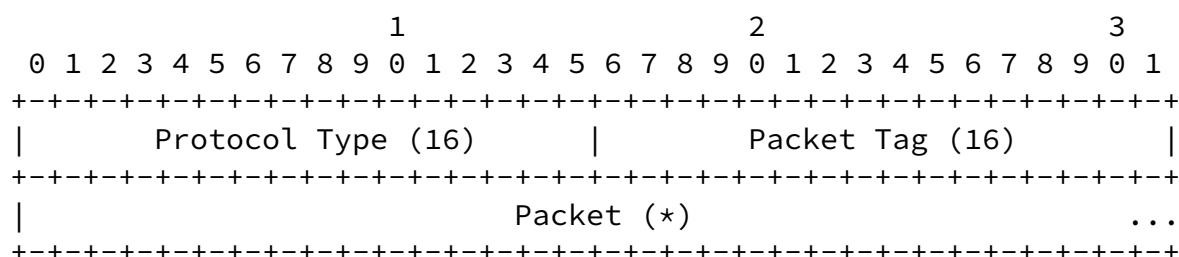 1                   2                   3
 0 1 2 3 4 5 6 7 8 9 0 1 2 3 4 5 6 7 8 9 0 1 2 3 4 5 6 7 8 9 0 1
+-+-+-+-+-+-+-+-+-+-+-+-+-+-+-+-+-+-+-+-+-+-+-+-+-+-+-+-+-+-+-+-+
|       Protocol Type (16)      |        Packet Tag (16)        |
+-+-+-+-+-+-+-+-+-+-+-+-+-+-+-+-+-+-+-+-+-+-+-+-+-+-+-+-+-+-+-+-+
|                           Packet (*)                        ...
+-+-+-+-+-+-+-+-+-+-+-+-+-+-+-+-+-+-+-+-+-+-+-+-+-+-+-+-+-+-+-+-+